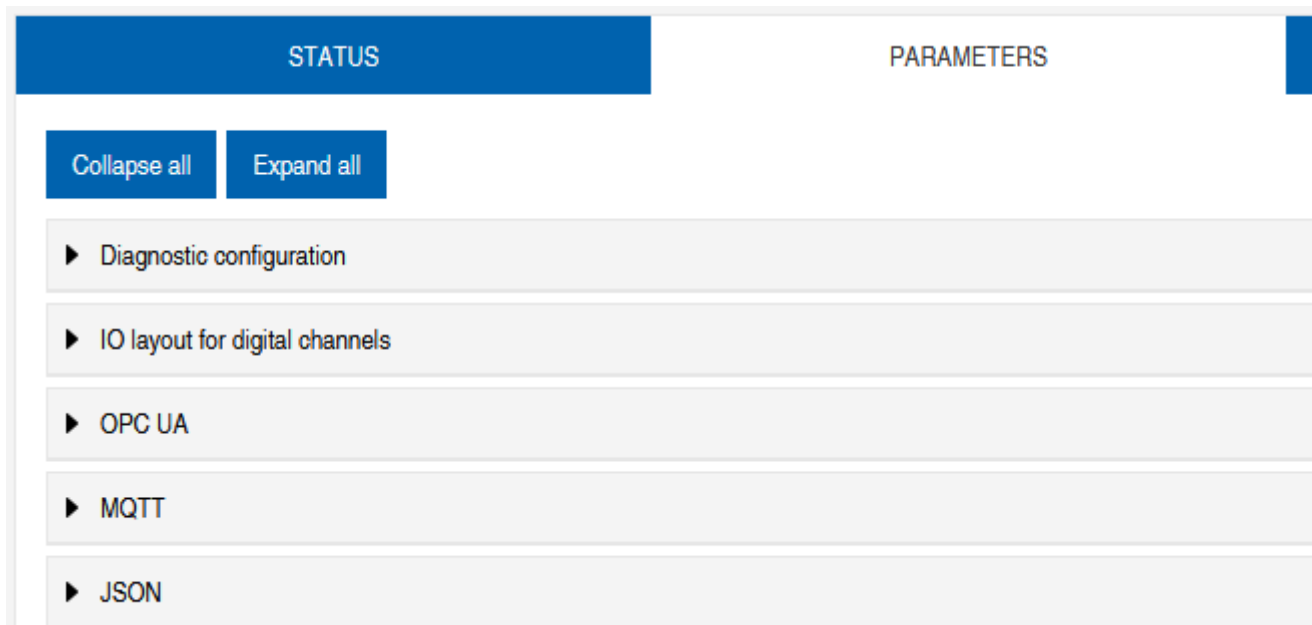 STATUS PARAMETERS
Collapse all Expand all
Diagnostic configuration
IO layout for digital channels
OPC UA
MQTT
JSON